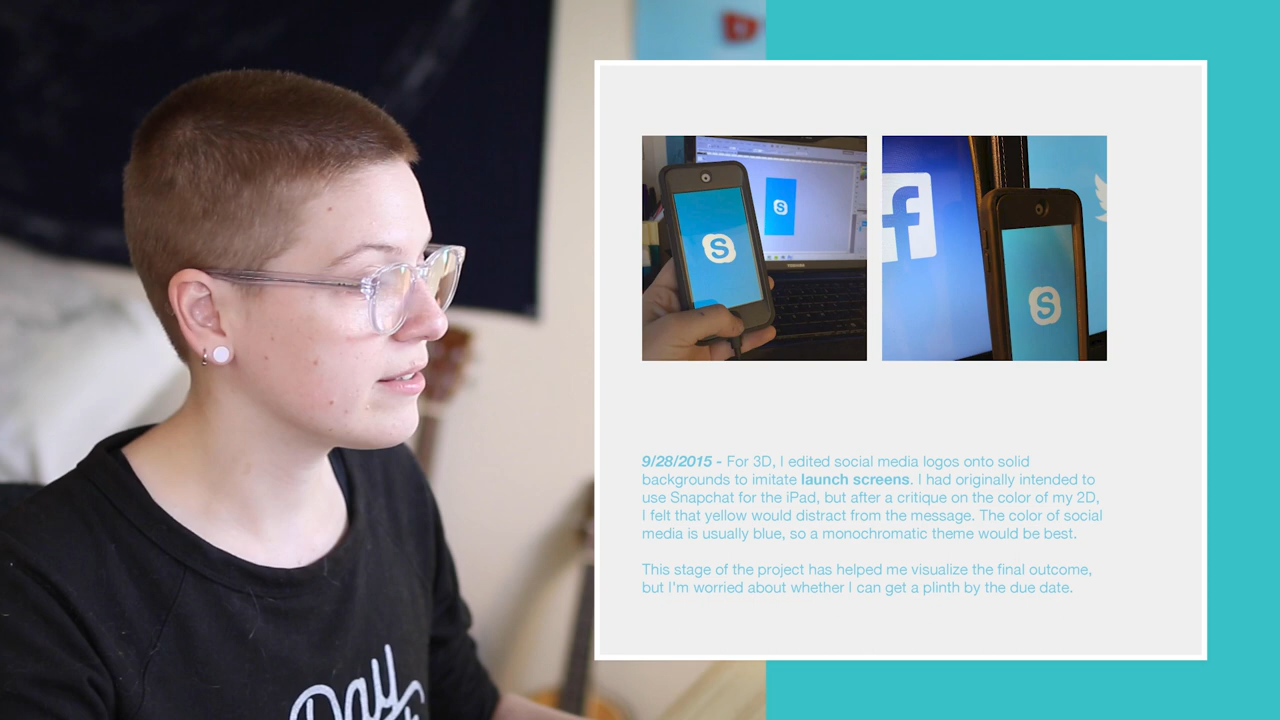 9/28/2015 - For 3D, I edited social media logos onto solid
backgrounds to imitate launch screens. I had originally intended to
use Snapchat for the iPad, but after a critique on the color of my 2D,
I felt that yellow would distract from the message. The color of social
media is usually blue, so a monochromatic theme would be best.
This stage of the project has helped me visualize the final outcome,
but I'm worried about whether I can get a plinth by the due date.
S
S
f
S
TOSHIBA
Day